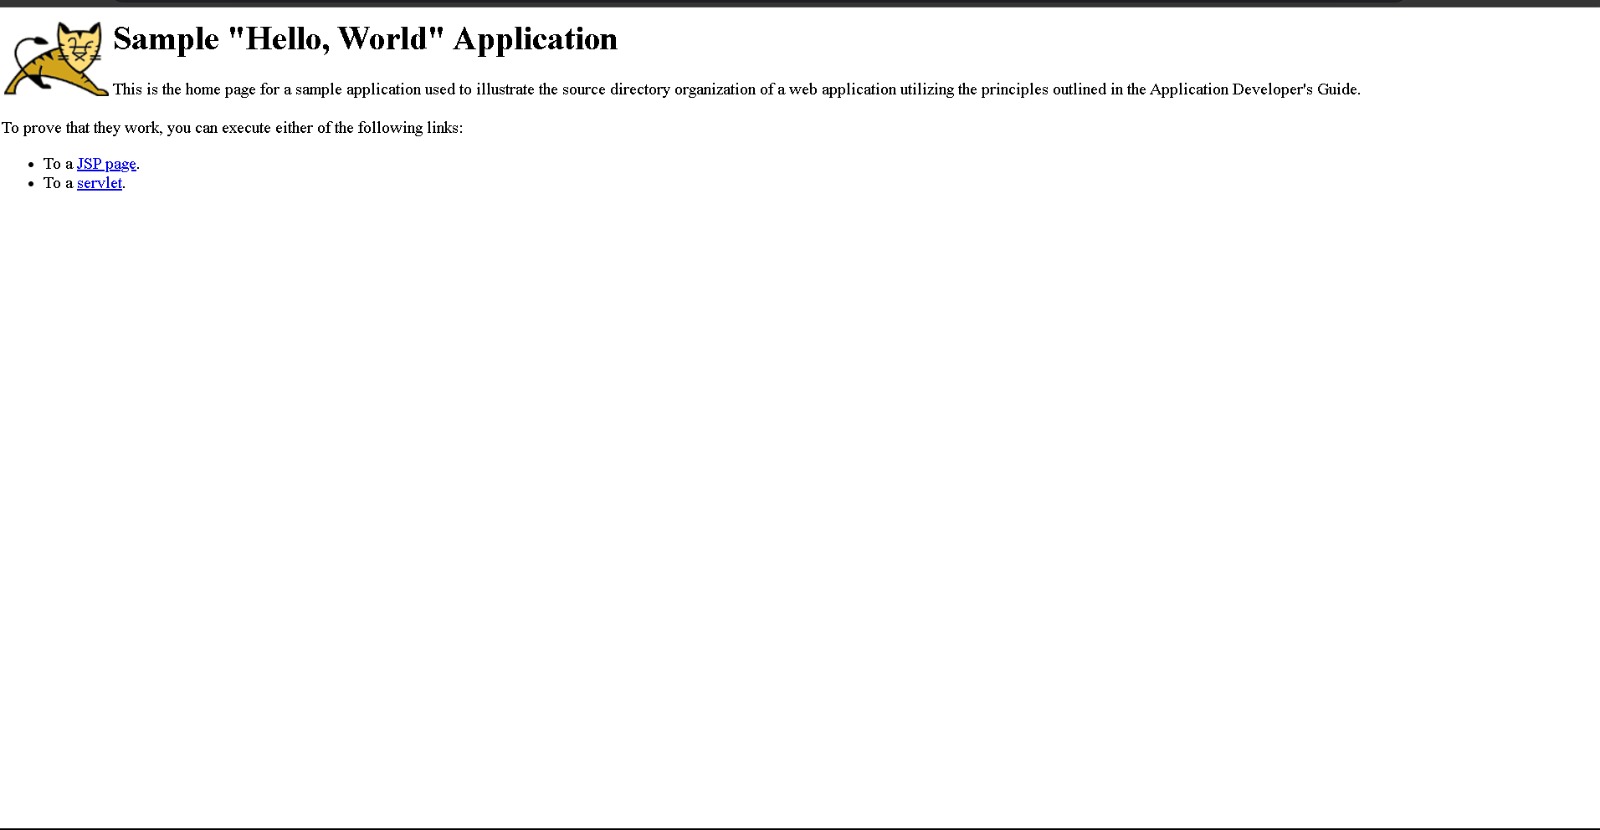 Sample "Hello, World" Application
This is the home page for a sample application used to illustrate the source directory organization of a web application utilizing the principles outlined in the Application Developer's Guide.
To prove that they work, you can execute either of the following links:
• To a JSP page.
• To a servlet.